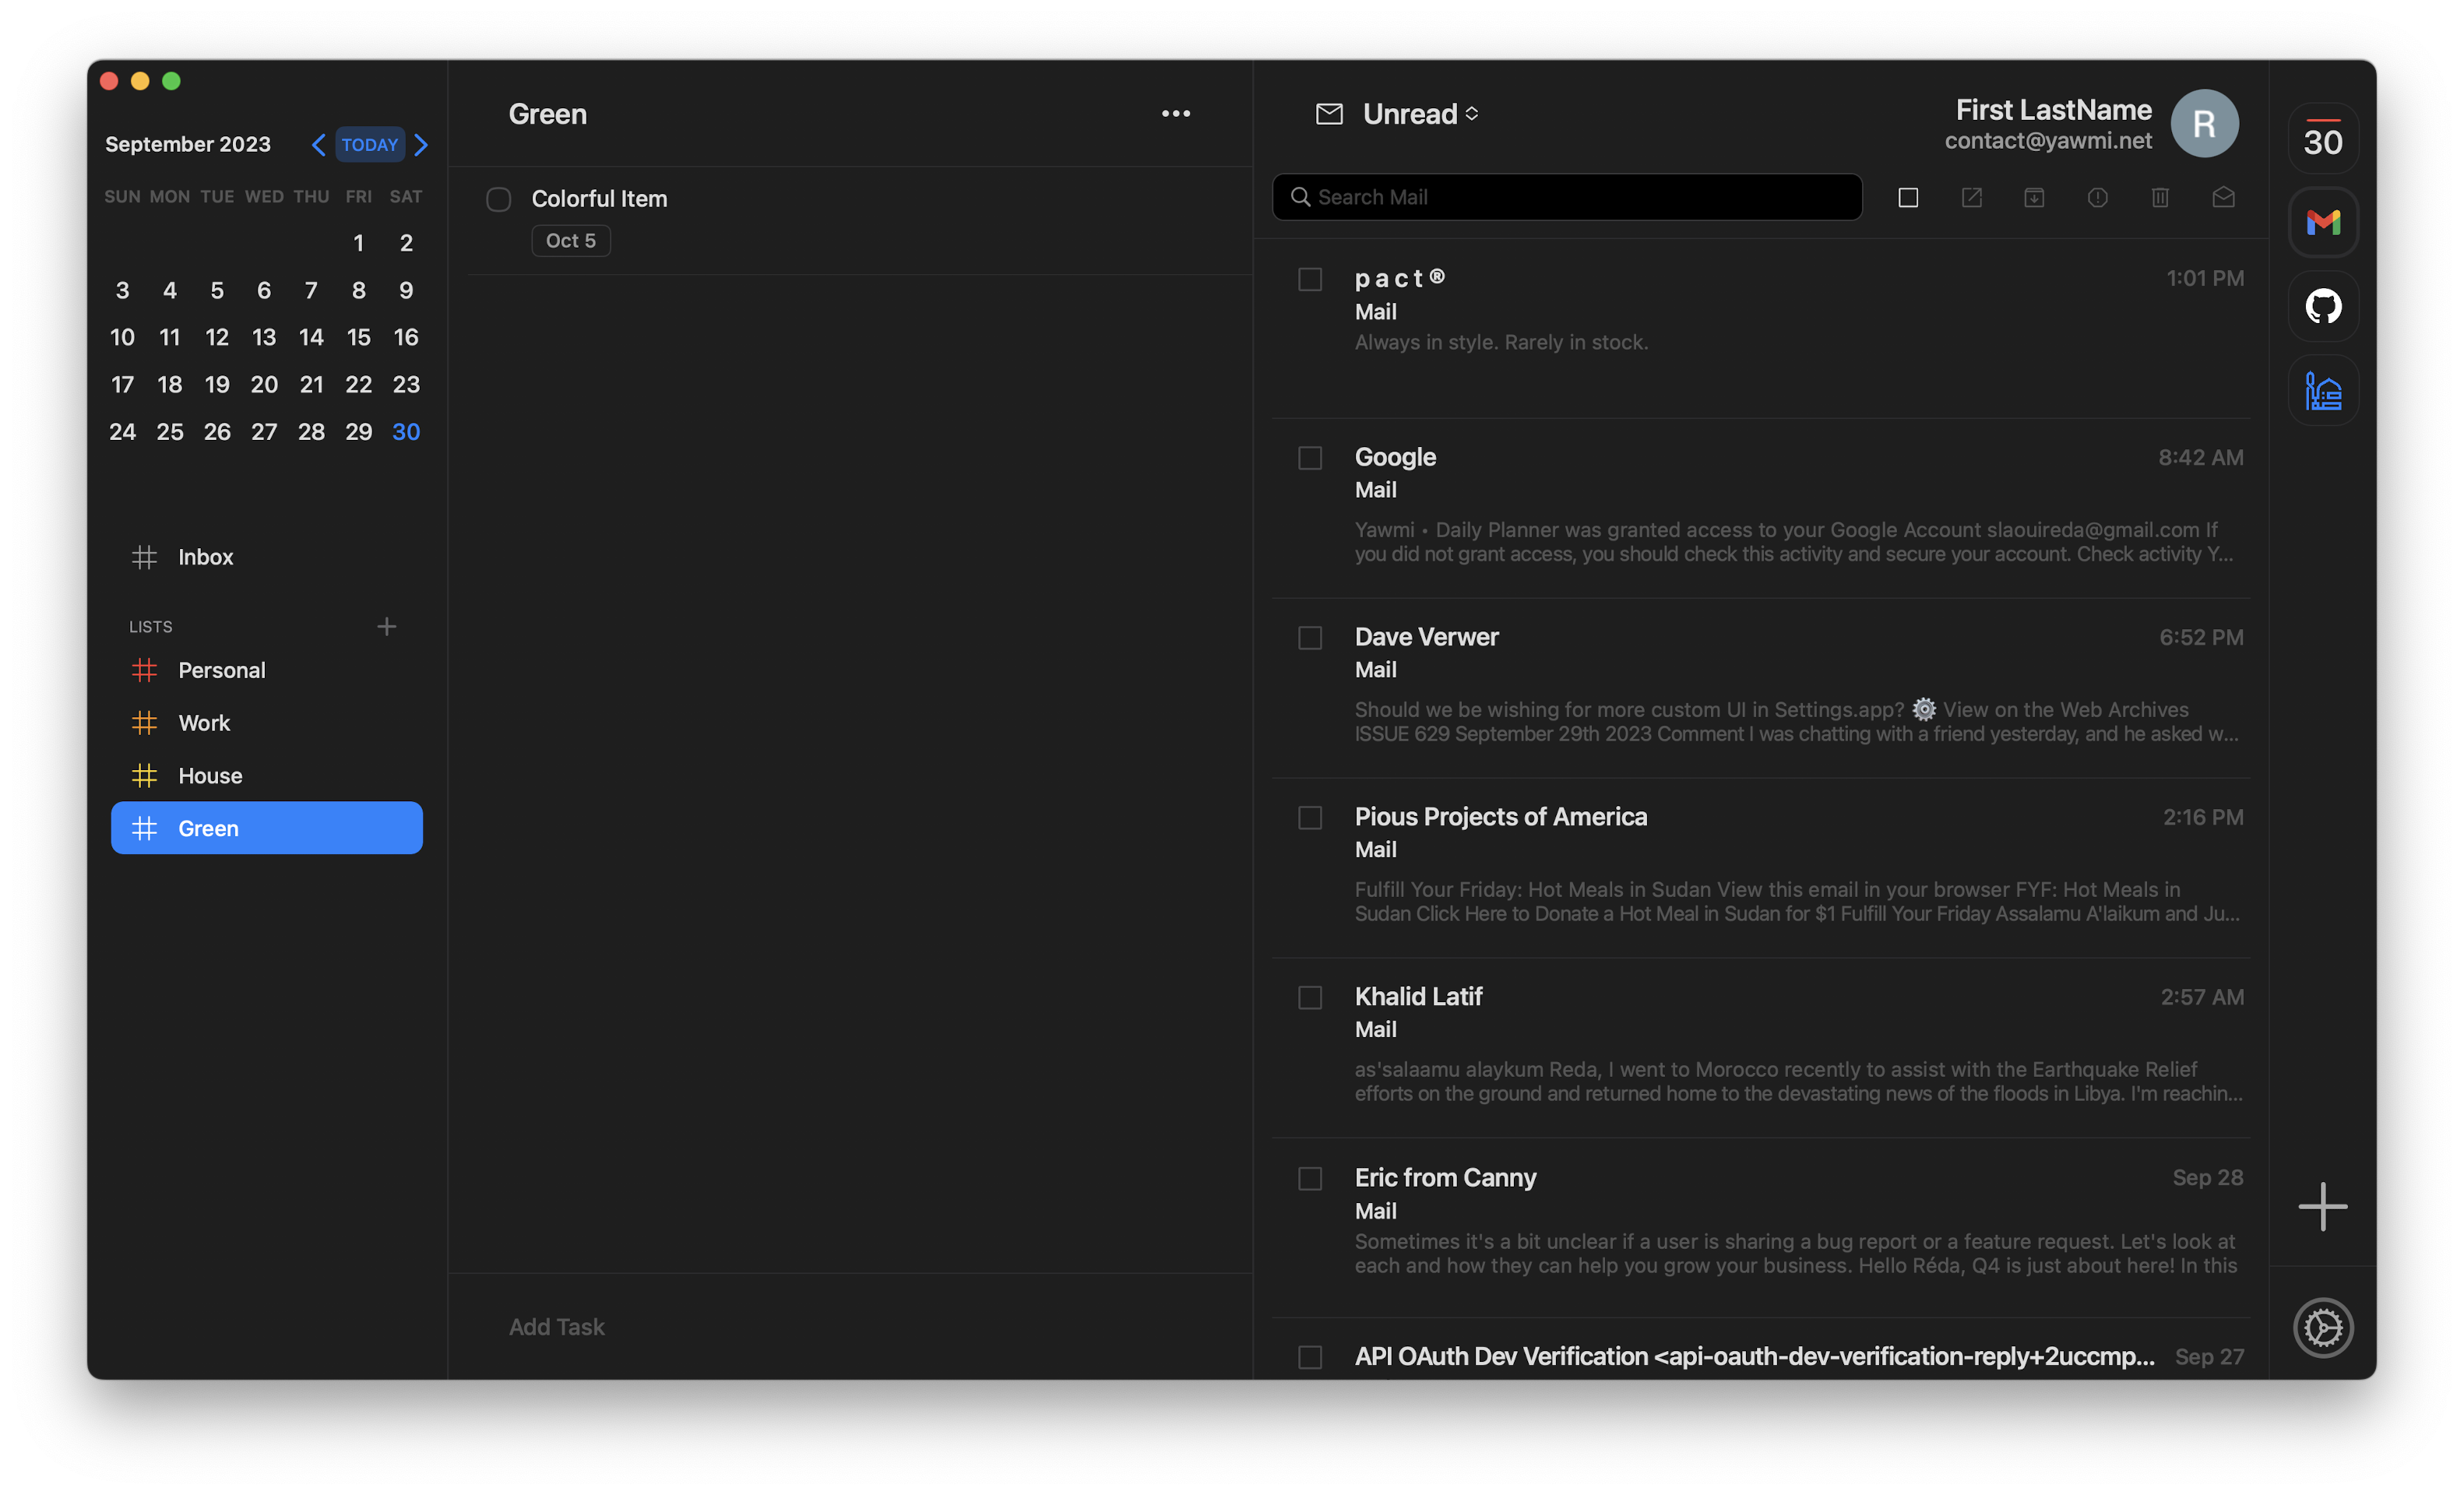 September 2023
TODAY
SUN MON TUE WED THU FRI SAT
1 2
3 4 5 6 7 8 9
10 11 12 13 14 15 16
17 18 19 20 21 22 23
24 25 26 27 28 29 30
Inbox
LISTS
Personal
Work
House
Green
Green
Colorful Item
Oct 5
Add Task
Unread
First LastName
contact@yawmi.net
R
Search Mail
p a c t ® 1:01 PM
Mail
Always in style. Rarely in stock.
Google 8:42 AM
Mail
Yawmi • Daily Planner was granted access to your Google Account slaouireda@gmail.com If
you did not grant access, you should check this activity and secure your account. Check activity Y...
Dave Verwer 6:52 PM
Mail
Should we be wishing for more custom UI in Settings.app? ⚙️ View on the Web Archives
ISSUE 629 September 29th 2023 Comment I was chatting with a friend yesterday, and he asked w...
Pious Projects of America 2:16 PM
Mail
Fulfill Your Friday: Hot Meals in Sudan View this email in your browser FYF: Hot Meals in
Sudan Click Here to Donate a Hot Meal in Sudan for $1 Fulfill Your Friday Assalamu A'laikum and Ju...
Khalid Latif 2:57 AM
Mail
as'salaamu alaykum Reda, I went to Morocco recently to assist with the Earthquake Relief
efforts on the ground and returned home to the devastating news of the floods in Libya. I'm reachin...
Eric from Canny Sep 28
Mail
Sometimes it's a bit unclear if a user is sharing a bug report or a feature request. Let's look at
each and how they can help you grow your business. Hello Réda, Q4 is just about here! In this
API OAuth Dev Verification <api-oauth-dev-verification-reply+2uccmp... Sep 27
30